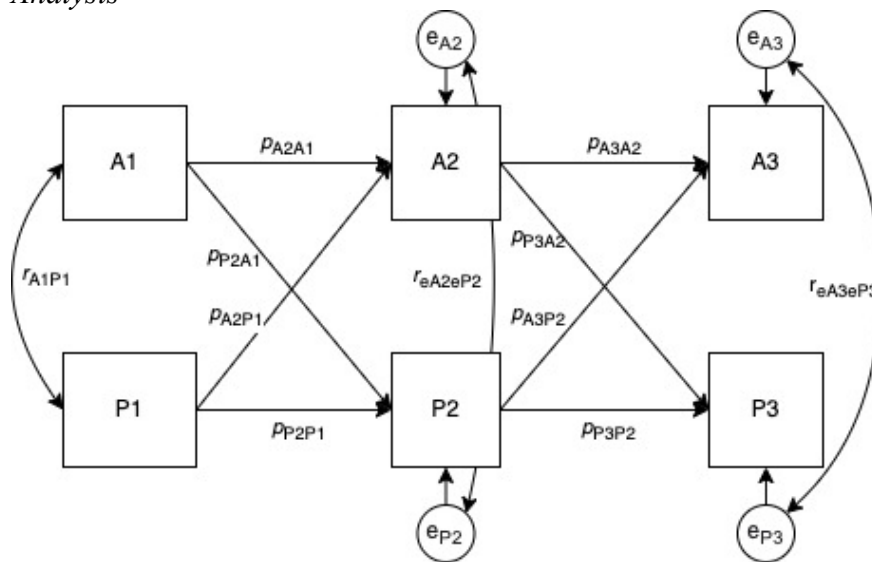 Analysis
eA2
eA3
A1
pA2A1
A2
pA3A2
A3
rA1P1
pP2A1
reA2eP2
pP3A2
reA3eP3
pA2P1
pA3P2
P1
pP2P1
P2
pP3P2
P3
eP2
eP3